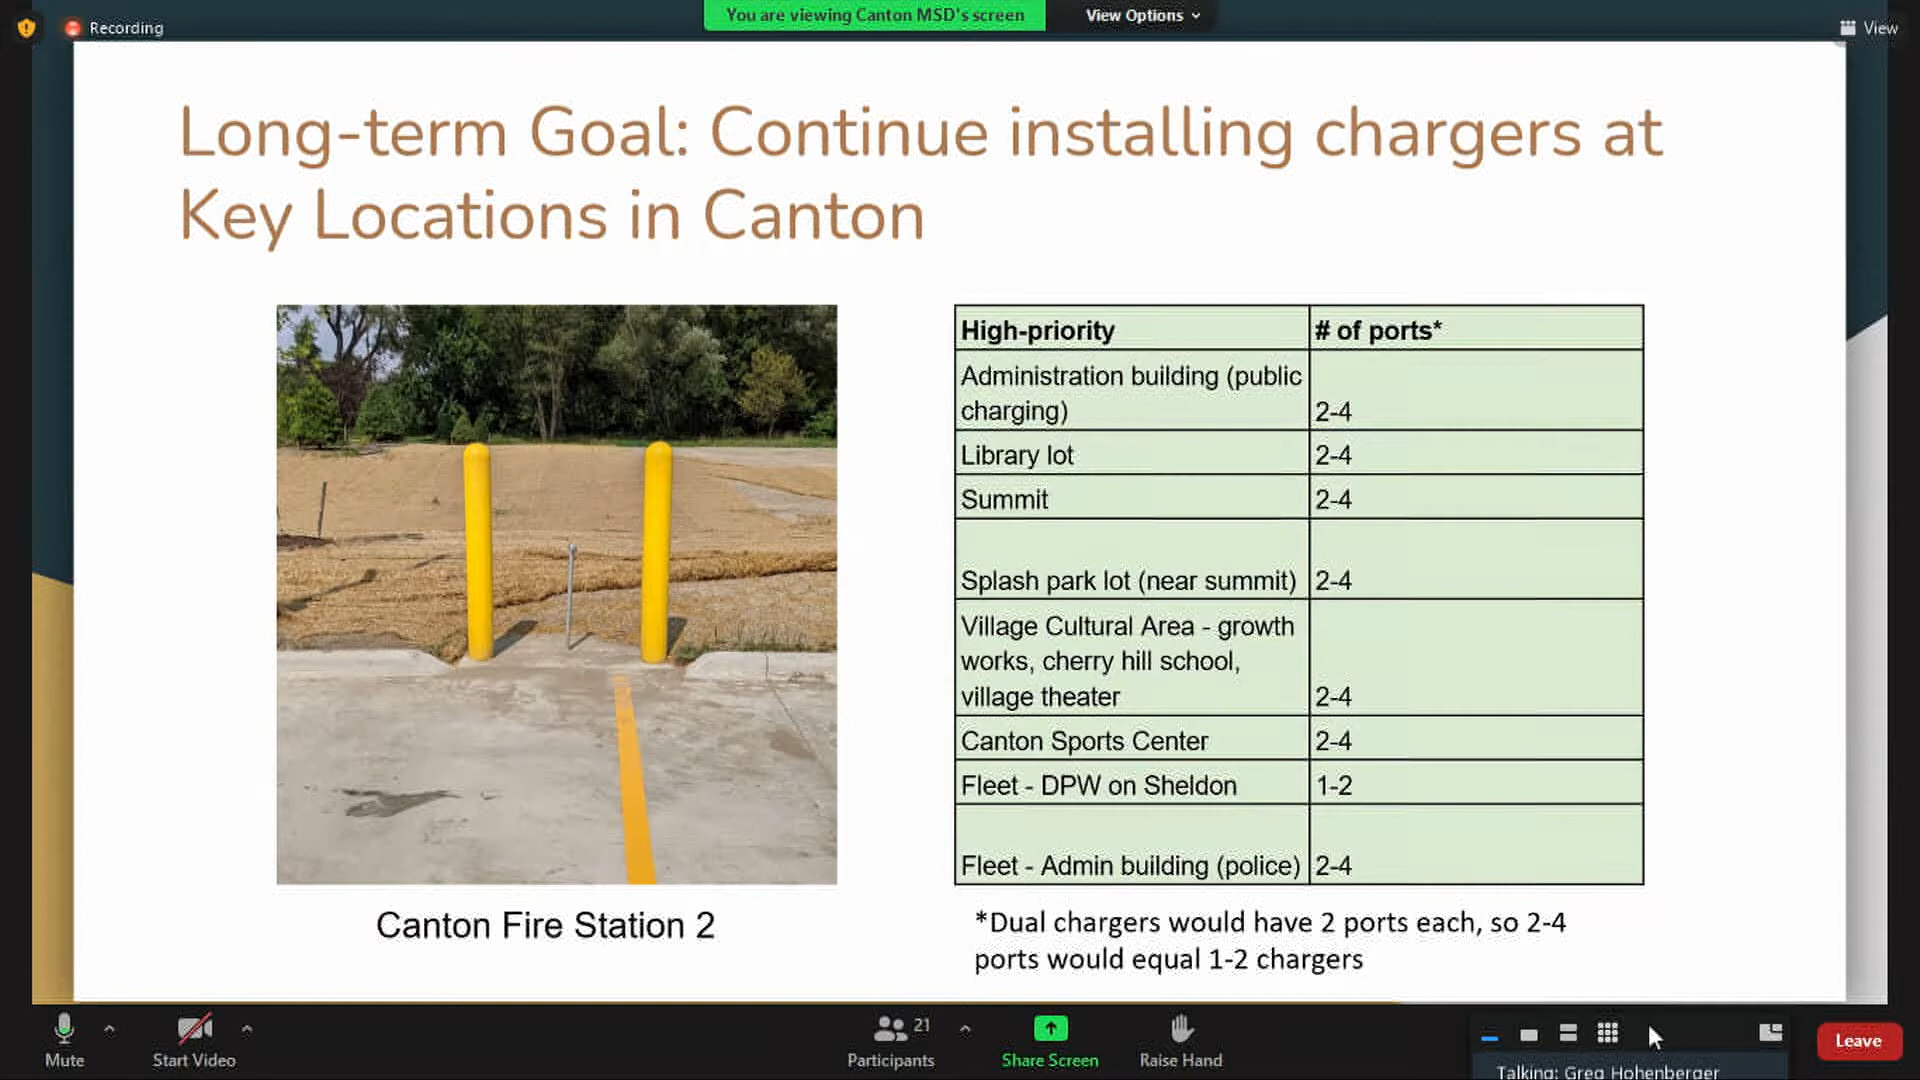 You are viewing Canton MSD's screen
View Options
Recording
View
Long-term Goal: Continue installing chargers at
Key Locations in Canton
High-priority # of ports*
Administration building (public
charging) 2-4
Library lot 2-4
Summit 2-4
Splash park lot (near summit) 2-4
Village Cultural Area - growth
works, cherry hill school,
village theater 2-4
Canton Sports Center 2-4
Fleet - DPW on Sheldon 1-2
Fleet - Admin building (police) 2-4
Canton Fire Station 2
*Dual chargers would have 2 ports each, so 2-4
ports would equal 1-2 chargers
Mute
Start Video
21
Participants
Share Screen
Raise Hand
Leave
Talking: Greg Hohenberger